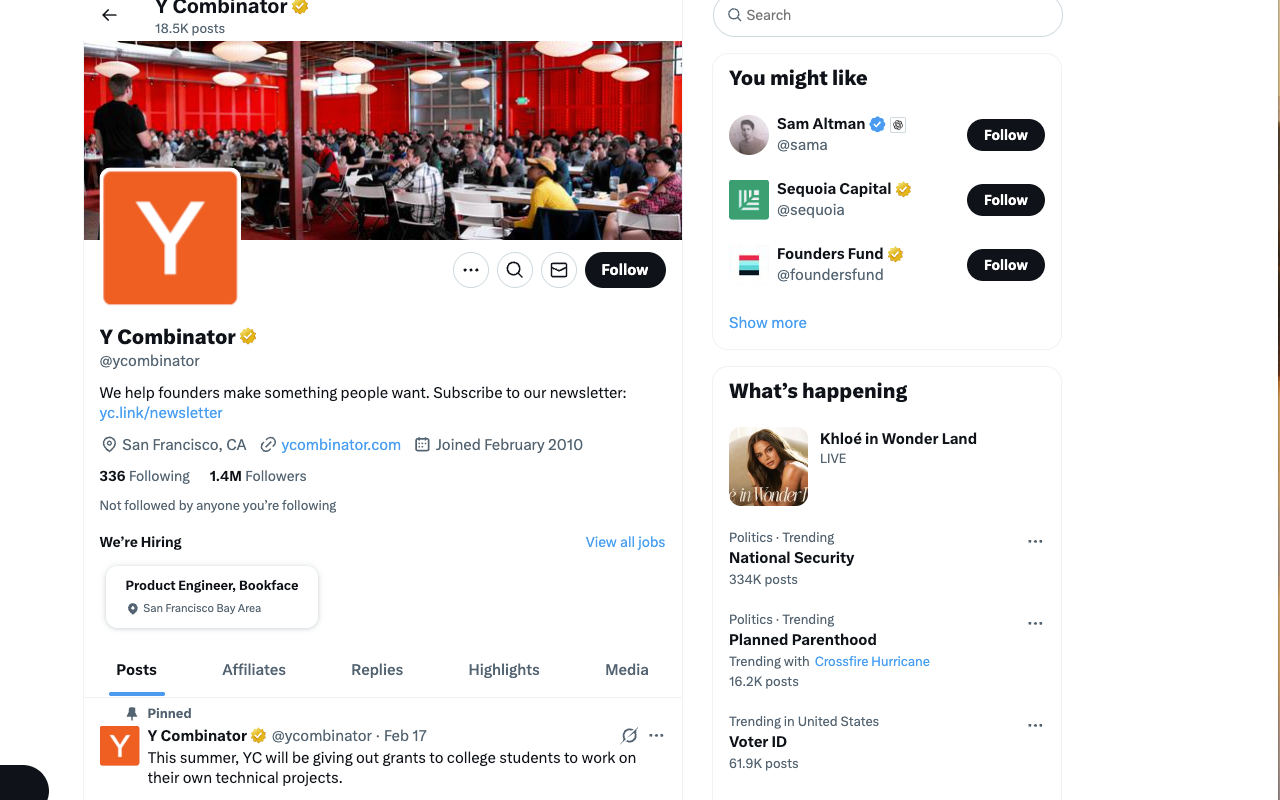 Y Combinator
18.5K posts
Y
Y Combinator
@ycombinator
Follow
We help founders make something people want. Subscribe to our newsletter:
yc.link/newsletter
San Francisco, CA ycombinator.com Joined February 2010
336 Following 1.4M Followers
Not followed by anyone you’re following
We’re Hiring View all jobs
Product Engineer, Bookface
San Francisco Bay Area
Posts Affiliates Replies Highlights Media
Pinned
Y
Y Combinator @ycombinator · Feb 17
This summer, YC will be giving out grants to college students to work on
their own technical projects.
Search
You might like
Sam Altman
@sama
Follow
Sequoia Capital
@sequoia
Follow
Founders Fund
@foundersfund
Follow
Show more
What’s happening
Khloé in Wonder Land
LIVE
é in Wonder
Politics · Trending
National Security
334K posts
Politics · Trending
Planned Parenthood
Trending with Crossfire Hurricane
16.2K posts
Trending in United States
Voter ID
61.9K posts